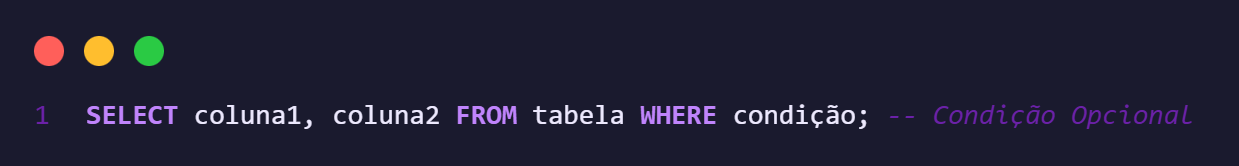 1 SELECT coluna1, coluna2 FROM tabela WHERE condição; -- Condição Opcional